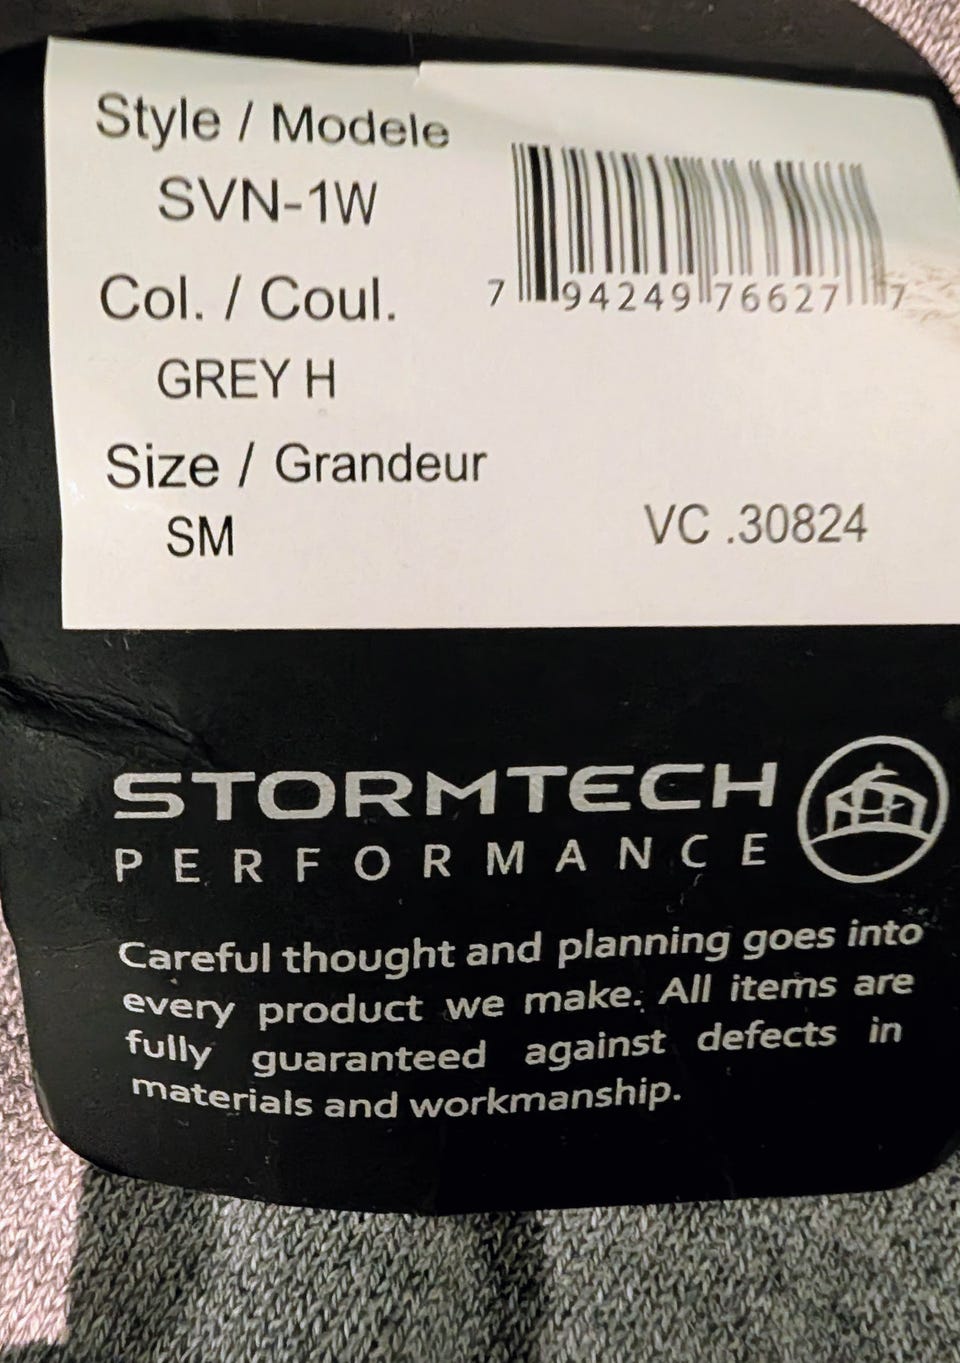 Style / Modele
SVN-1W
7 94249 76627 7
Col. / Coul.
GREY H
Size / Grandeur
SM
VC .30824
STORMTECH
PERFORMANCE
Careful thought and planning goes into
every product we make. All items are
fully guaranteed against defects in
materials and workmanship.